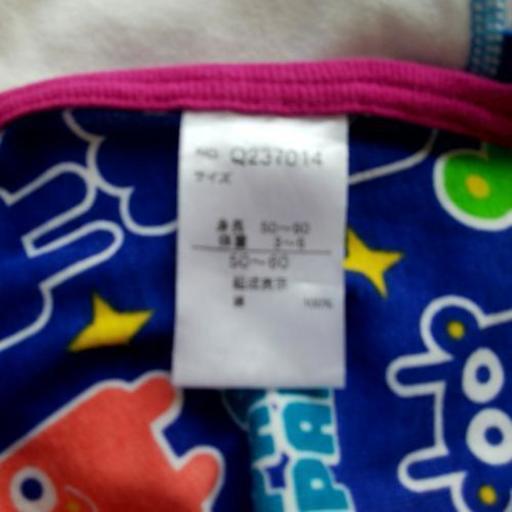 NO. Q237014
サイズ
身長 50～60
体重 3～6
50～60
組成表示
綿 100%
PAN